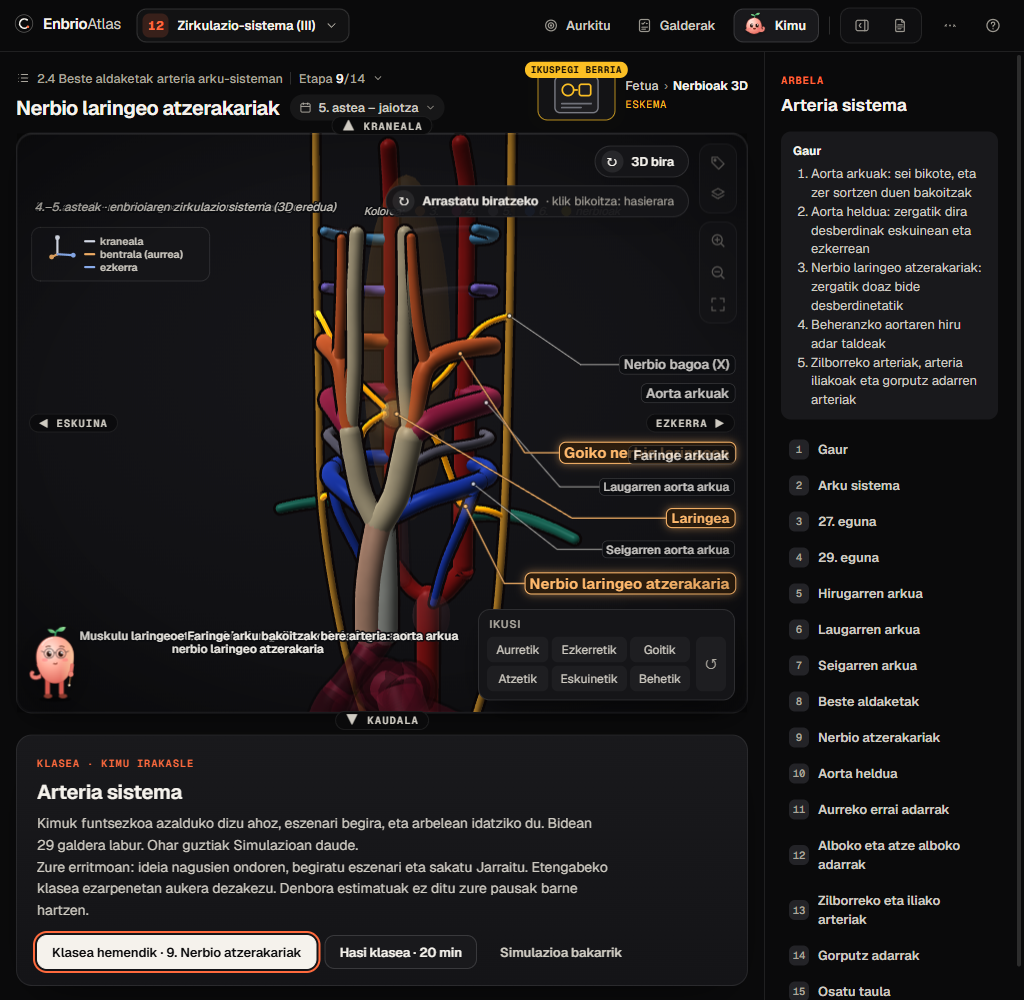 EnbrioAtlas
12 Zirkulazio-sistema (III)
Aurkitu
Galderak
Kimu
2.4 Beste aldaketak arteria arku-sisteman
Etapa 9/14
Nerbio laringeo atzerakariak
5. astea – jaiotza
IKUSPEGI BERRIA
Fetua › Nerbioak 3D
ESKEMA
▲ KRANEALA
3D bira
Arrastatu biratzeko · klik bikoitza: hasierara
4.–5. asteak · enbrioiaren zirkulazio sistema (3D eredua)
kraneala
bentrala (aurrea)
ezkerra
Nerbio bagoa (X)
Aorta arkuak
◀ ESKUINA
EZKERRA ▶
Goiko
Faringe arkuak
Laugarren aorta arkua
Laringea
Seigarren aorta arkua
Nerbio laringeo atzerakaria
Faringe arku bakoitzak bere arteria: aorta arkua
nerbio laringeo atzerakaria
IKUSI
Aurretik
Ezkerretik
Goitik
Atzetik
Eskuinetik
Behetik
▼ KAUDALA
KLASEA · KIMU IRAKASLE
Arteria sistema
Kimuk funtsezkoa azalduko dizu ahoz, eszenari begira, eta arbelean idatziko du. Bidean
29 galdera labur. Ohar guztiak Simulazioan daude.
Zure erritmoan: ideia nagusien ondoren, begiratu eszenari eta sakatu Jarraitu. Etengabeko
klasea ezarpenetan aukera dezakezu. Denbora estimatuak ez ditu zure pausak barne
hartzen.
Klasea hemendik · 9. Nerbio atzerakariak
Hasi klasea · 20 min
Simulazioa bakarrik
ARBELA
Arteria sistema
Gaur
1. Aorta arkuak: sei bikote, eta
zer sortzen duen bakoitzak
2. Aorta heldua: zergatik dira
desberdinak eskuinean eta
ezkerrean
3. Nerbio laringeo atzerakariak:
zergatik doaz bide
desberdinetatik
4. Beheranzko aortaren hiru
adar taldeak
5. Zilborreko arteriak, arteria
iliakoak eta gorputz adarren
arteriak
1 Gaur
2 Arku sistema
3 27. eguna
4 29. eguna
5 Hirugarren arkua
6 Laugarren arkua
7 Seigarren arkua
8 Beste aldaketak
9 Nerbio atzerakariak
10 Aorta heldua
11 Aurreko errai adarrak
12 Alboko eta atze alboko
adarrak
13 Zilborreko eta iliako
arteriak
14 Gorputz adarrak
15 Osatu taula